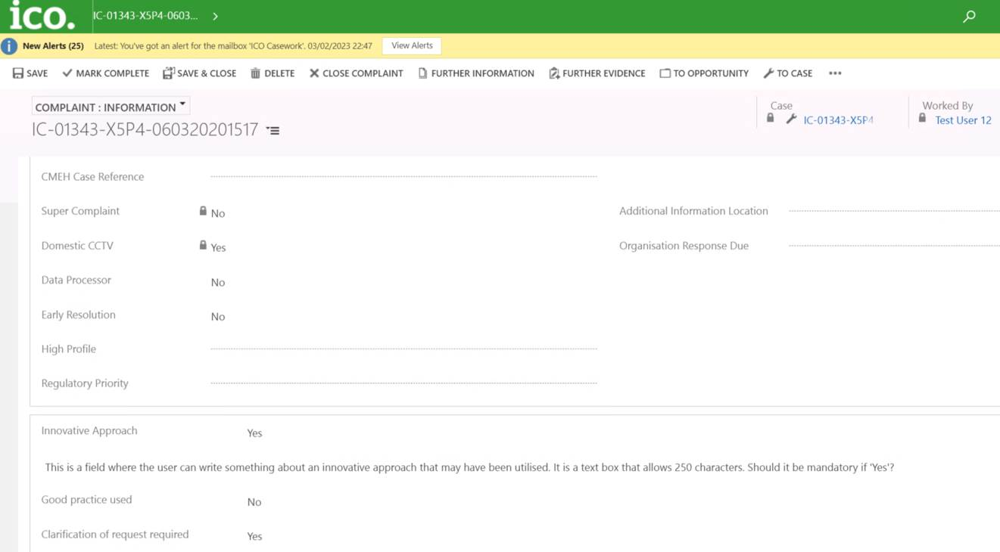 ico.
IC-01343-X5P4-0603...
New Alerts (25) Latest: You've got an alert for the mailbox 'ICO Casework'. 03/02/2023 22:47 View Alerts
SAVE MARK COMPLETE SAVE & CLOSE DELETE CLOSE COMPLAINT FURTHER INFORMATION FURTHER EVIDENCE TO OPPORTUNITY TO CASE
COMPLAINT : INFORMATION
IC-01343-X5P4-060320201517
Case
IC-01343-X5P4
Worked By
Test User 12
CMEH Case Reference
Super Complaint No
Additional Information Location
Domestic CCTV Yes
Organisation Response Due
Data Processor No
Early Resolution No
High Profile
Regulatory Priority
Innovative Approach Yes
This is a field where the user can write something about an innovative approach that may have been utilised. It is a text box that allows 250 characters. Should it be mandatory if 'Yes'?
Good practice used No
Clarification of request required Yes